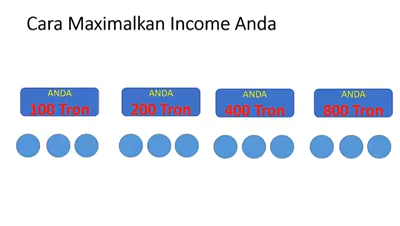 Cara Maximalkan Income Anda
ANDA
100 Tron
ANDA
200 Tron
ANDA
400 Tron
ANDA
800 Tron